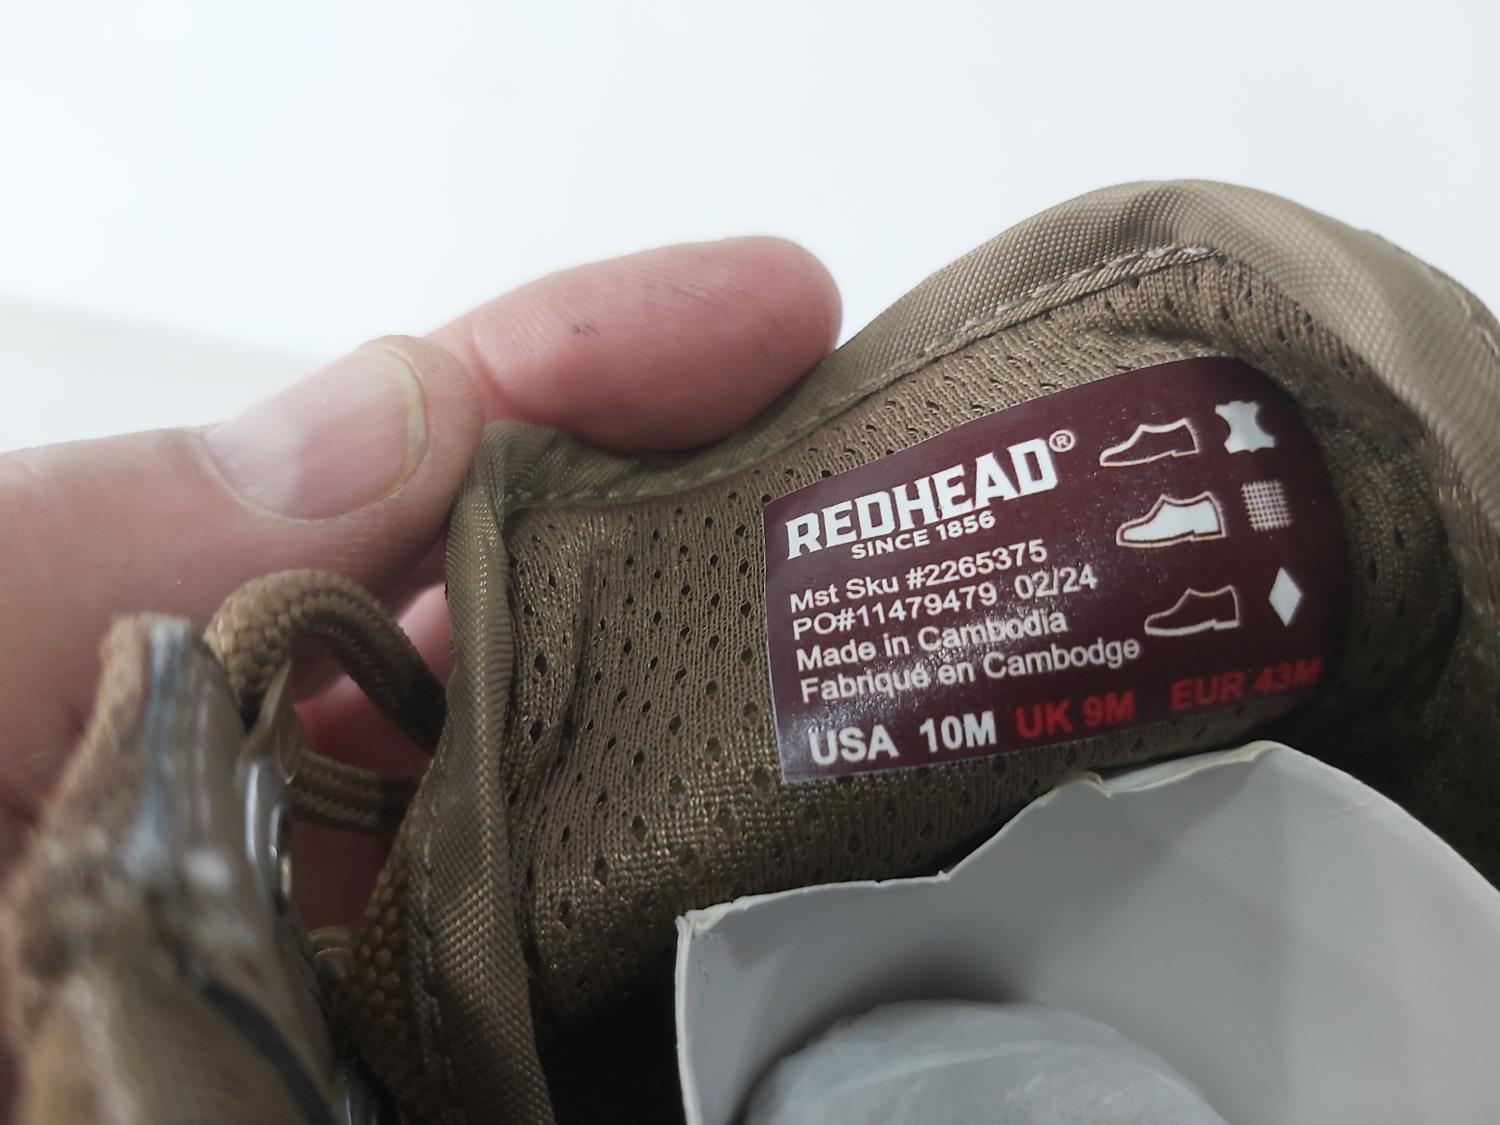 REDHEAD®
SINCE 1856
Mst Sku #2265375
PO#11479479 02/24
Made in Cambodia
Fabriqué en Cambodge
USA 10M UK 9M EUR 43M